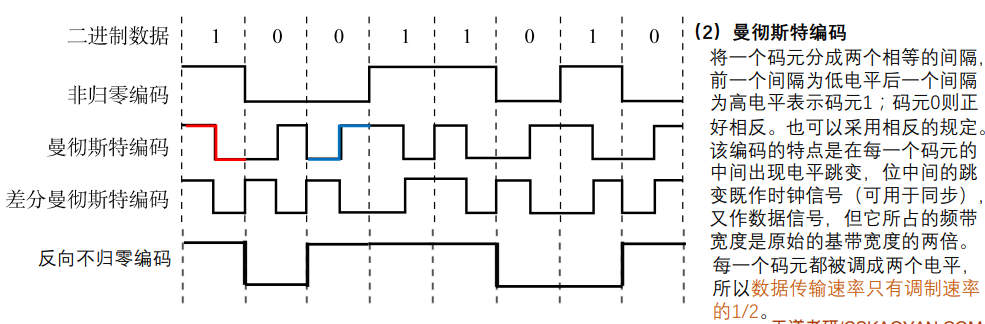 二进制数据 1 0 0 1 1 0 1 0
非归零编码
曼彻斯特编码
差分曼彻斯特编码
反向不归零编码
(2) 曼彻斯特编码
将一个码元分成两个相等的间隔,
前一个间隔为低电平后一个间隔
为高电平表示码元1；码元0则正
好相反。也可以采用相反的规定。
该编码的特点是在每一个码元的
中间出现电平跳变，位中间的跳
变既作时钟信号（可用于同步），
又作数据信号，但它所占的频带
宽度是原始的基带宽度的两倍。
每一个码元都被调成两个电平，
所以数据传输速率只有调制速率
的1/2。